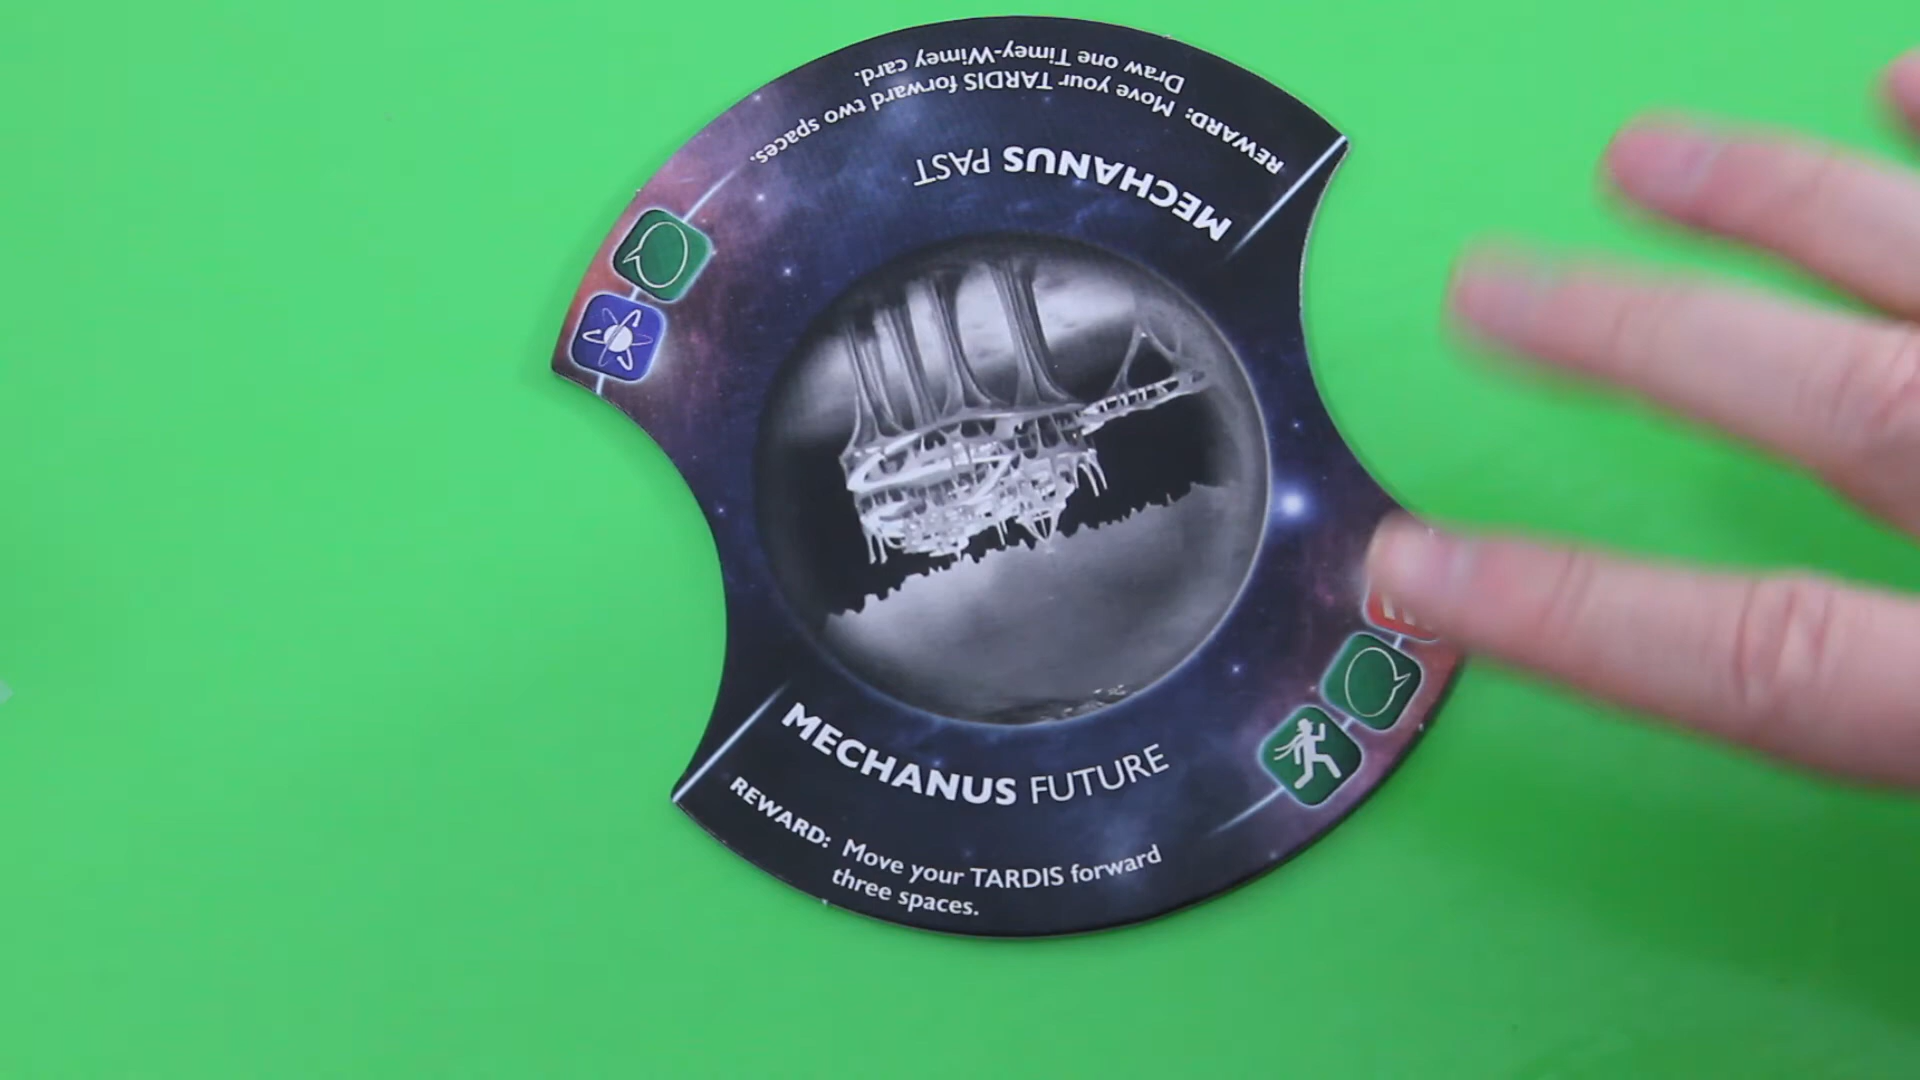 MECHANUS PAST
REWARD: Move your TARDIS forward two spaces.
Draw one Timey-Wimey card.
MECHANUS FUTURE
REWARD: Move your TARDIS forward
three spaces.